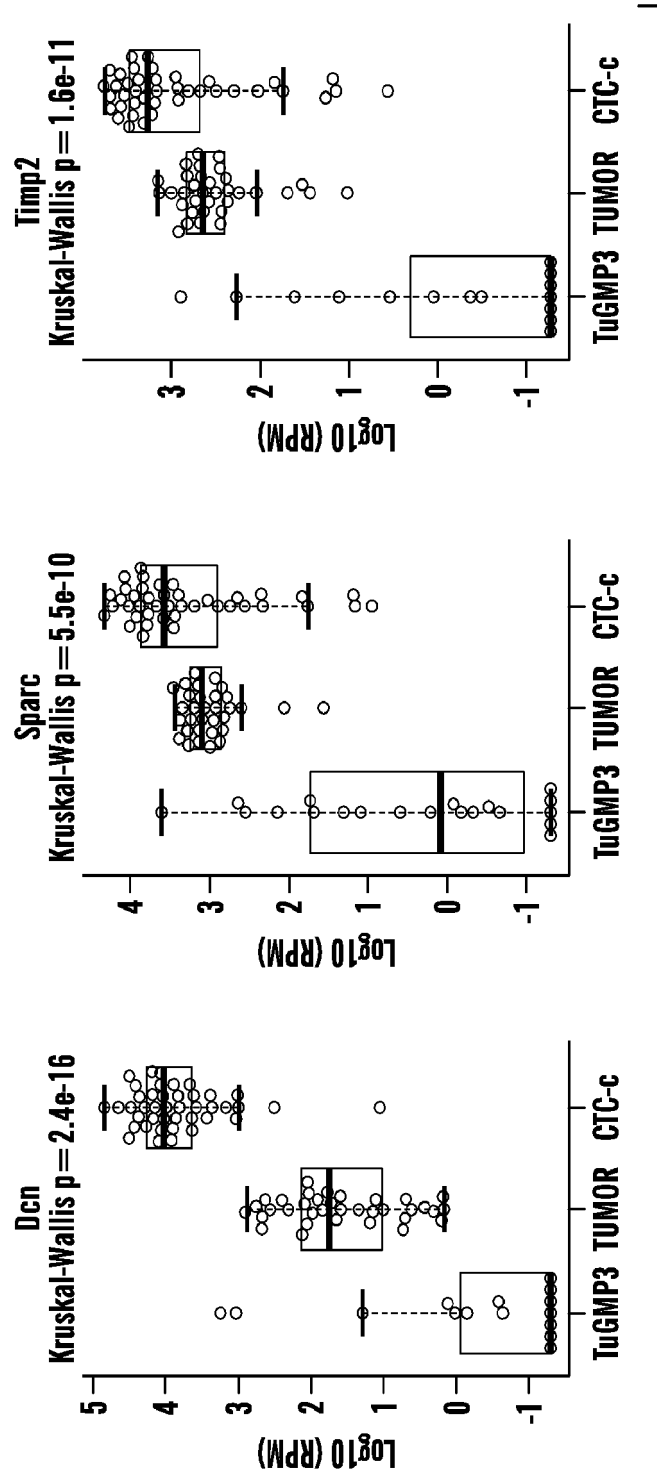 Dcn
Kruskal-Wallis p = 2.4e-16
Log10 (RPM)
5
4
3
2
1
0
-1
TuGMP3 TUMOR CTC-c
Sparc
Kruskal-Wallis p = 5.5e-10
Log10 (RPM)
4
3
2
1
0
-1
TuGMP3 TUMOR CTC-c
Timp2
Kruskal-Wallis p = 1.6e-11
Log10 (RPM)
3
2
1
0
-1
TuGMP3 TUMOR CTC-c